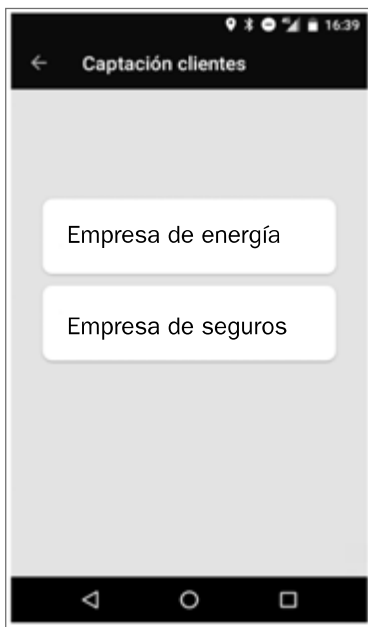 16:39
Captación clientes
Empresa de energía
Empresa de seguros